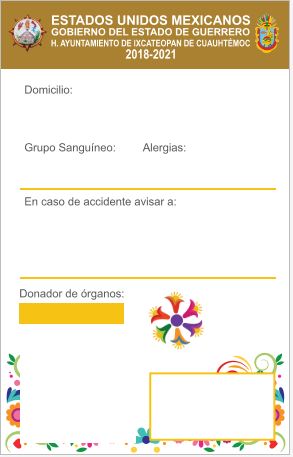 ESTADOS UNIDOS MEXICANOS
GOBIERNO DEL ESTADO DE GUERRERO
H. AYUNTAMIENTO DE IXCATEOPAN DE CUAUHTÉMOC
2018-2021
Domicilio:
Grupo Sanguíneo: Alergias:
En caso de accidente avisar a:
Donador de órganos: